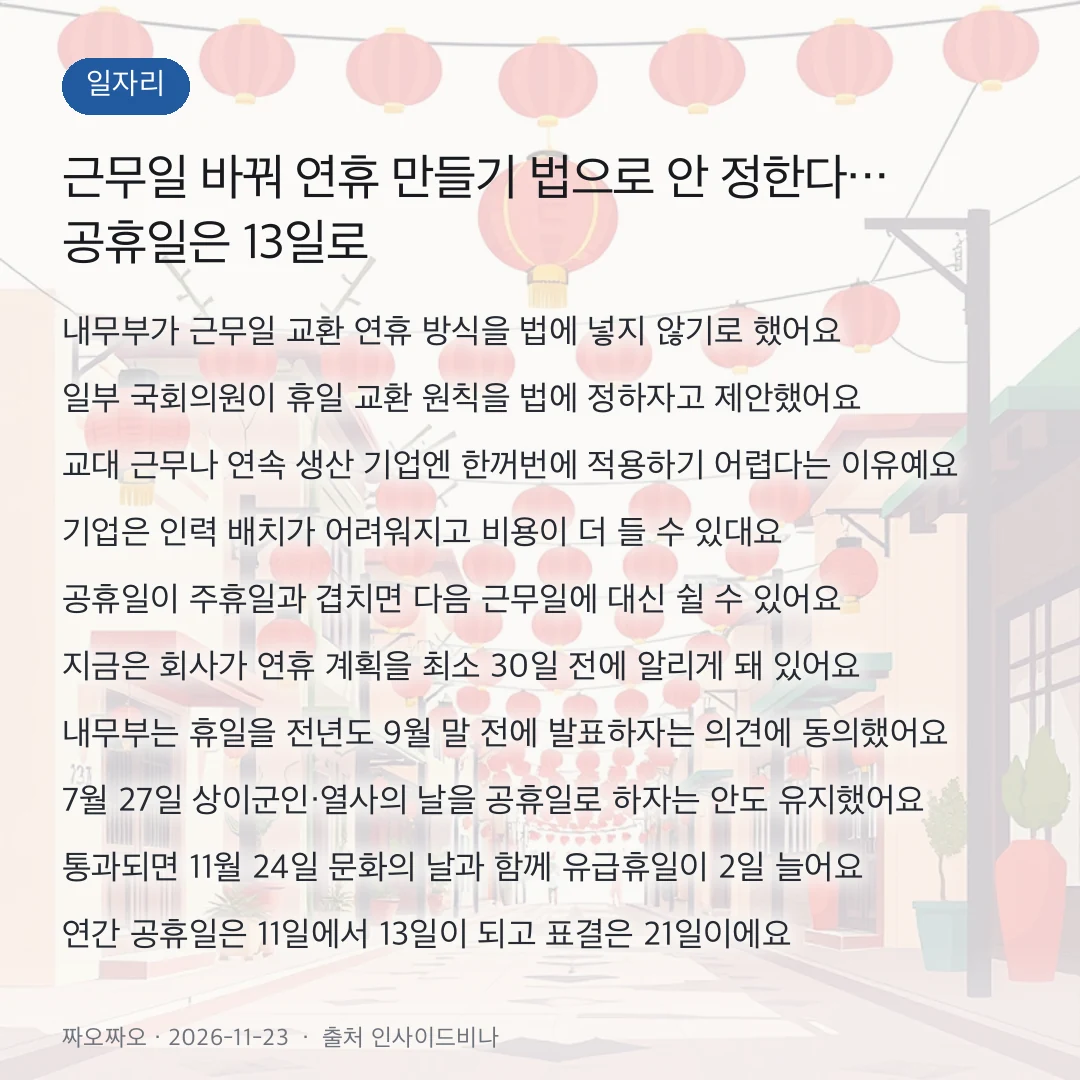 일자리
근무일 바꿔 연휴 만들기 법으로 안 정한다…
공휴일은 13일로
내무부가 근무일 교환 연휴 방식을 법에 넣지 않기로 했어요
일부 국회의원이 휴일 교환 원칙을 법에 정하자고 제안했어요
교대 근무나 연속 생산 기업엔 한꺼번에 적용하기 어렵다는 이유예요
기업은 인력 배치가 어려워지고 비용이 더 들 수 있대요
공휴일이 주휴일과 겹치면 다음 근무일에 대신 쉴 수 있어요
지금은 회사가 연휴 계획을 최소 30일 전에 알리게 돼 있어요
내무부는 휴일을 전년도 9월 말 전에 발표하자는 의견에 동의했어요
7월 27일 상이군인·열사의 날을 공휴일로 하자는 안도 유지했어요
통과되면 11월 24일 문화의 날과 함께 유급휴일이 2일 늘어요
연간 공휴일은 11일에서 13일이 되고 표결은 21일이에요
짜오짜오 · 2026-11-23 · 출처 인사이드비나